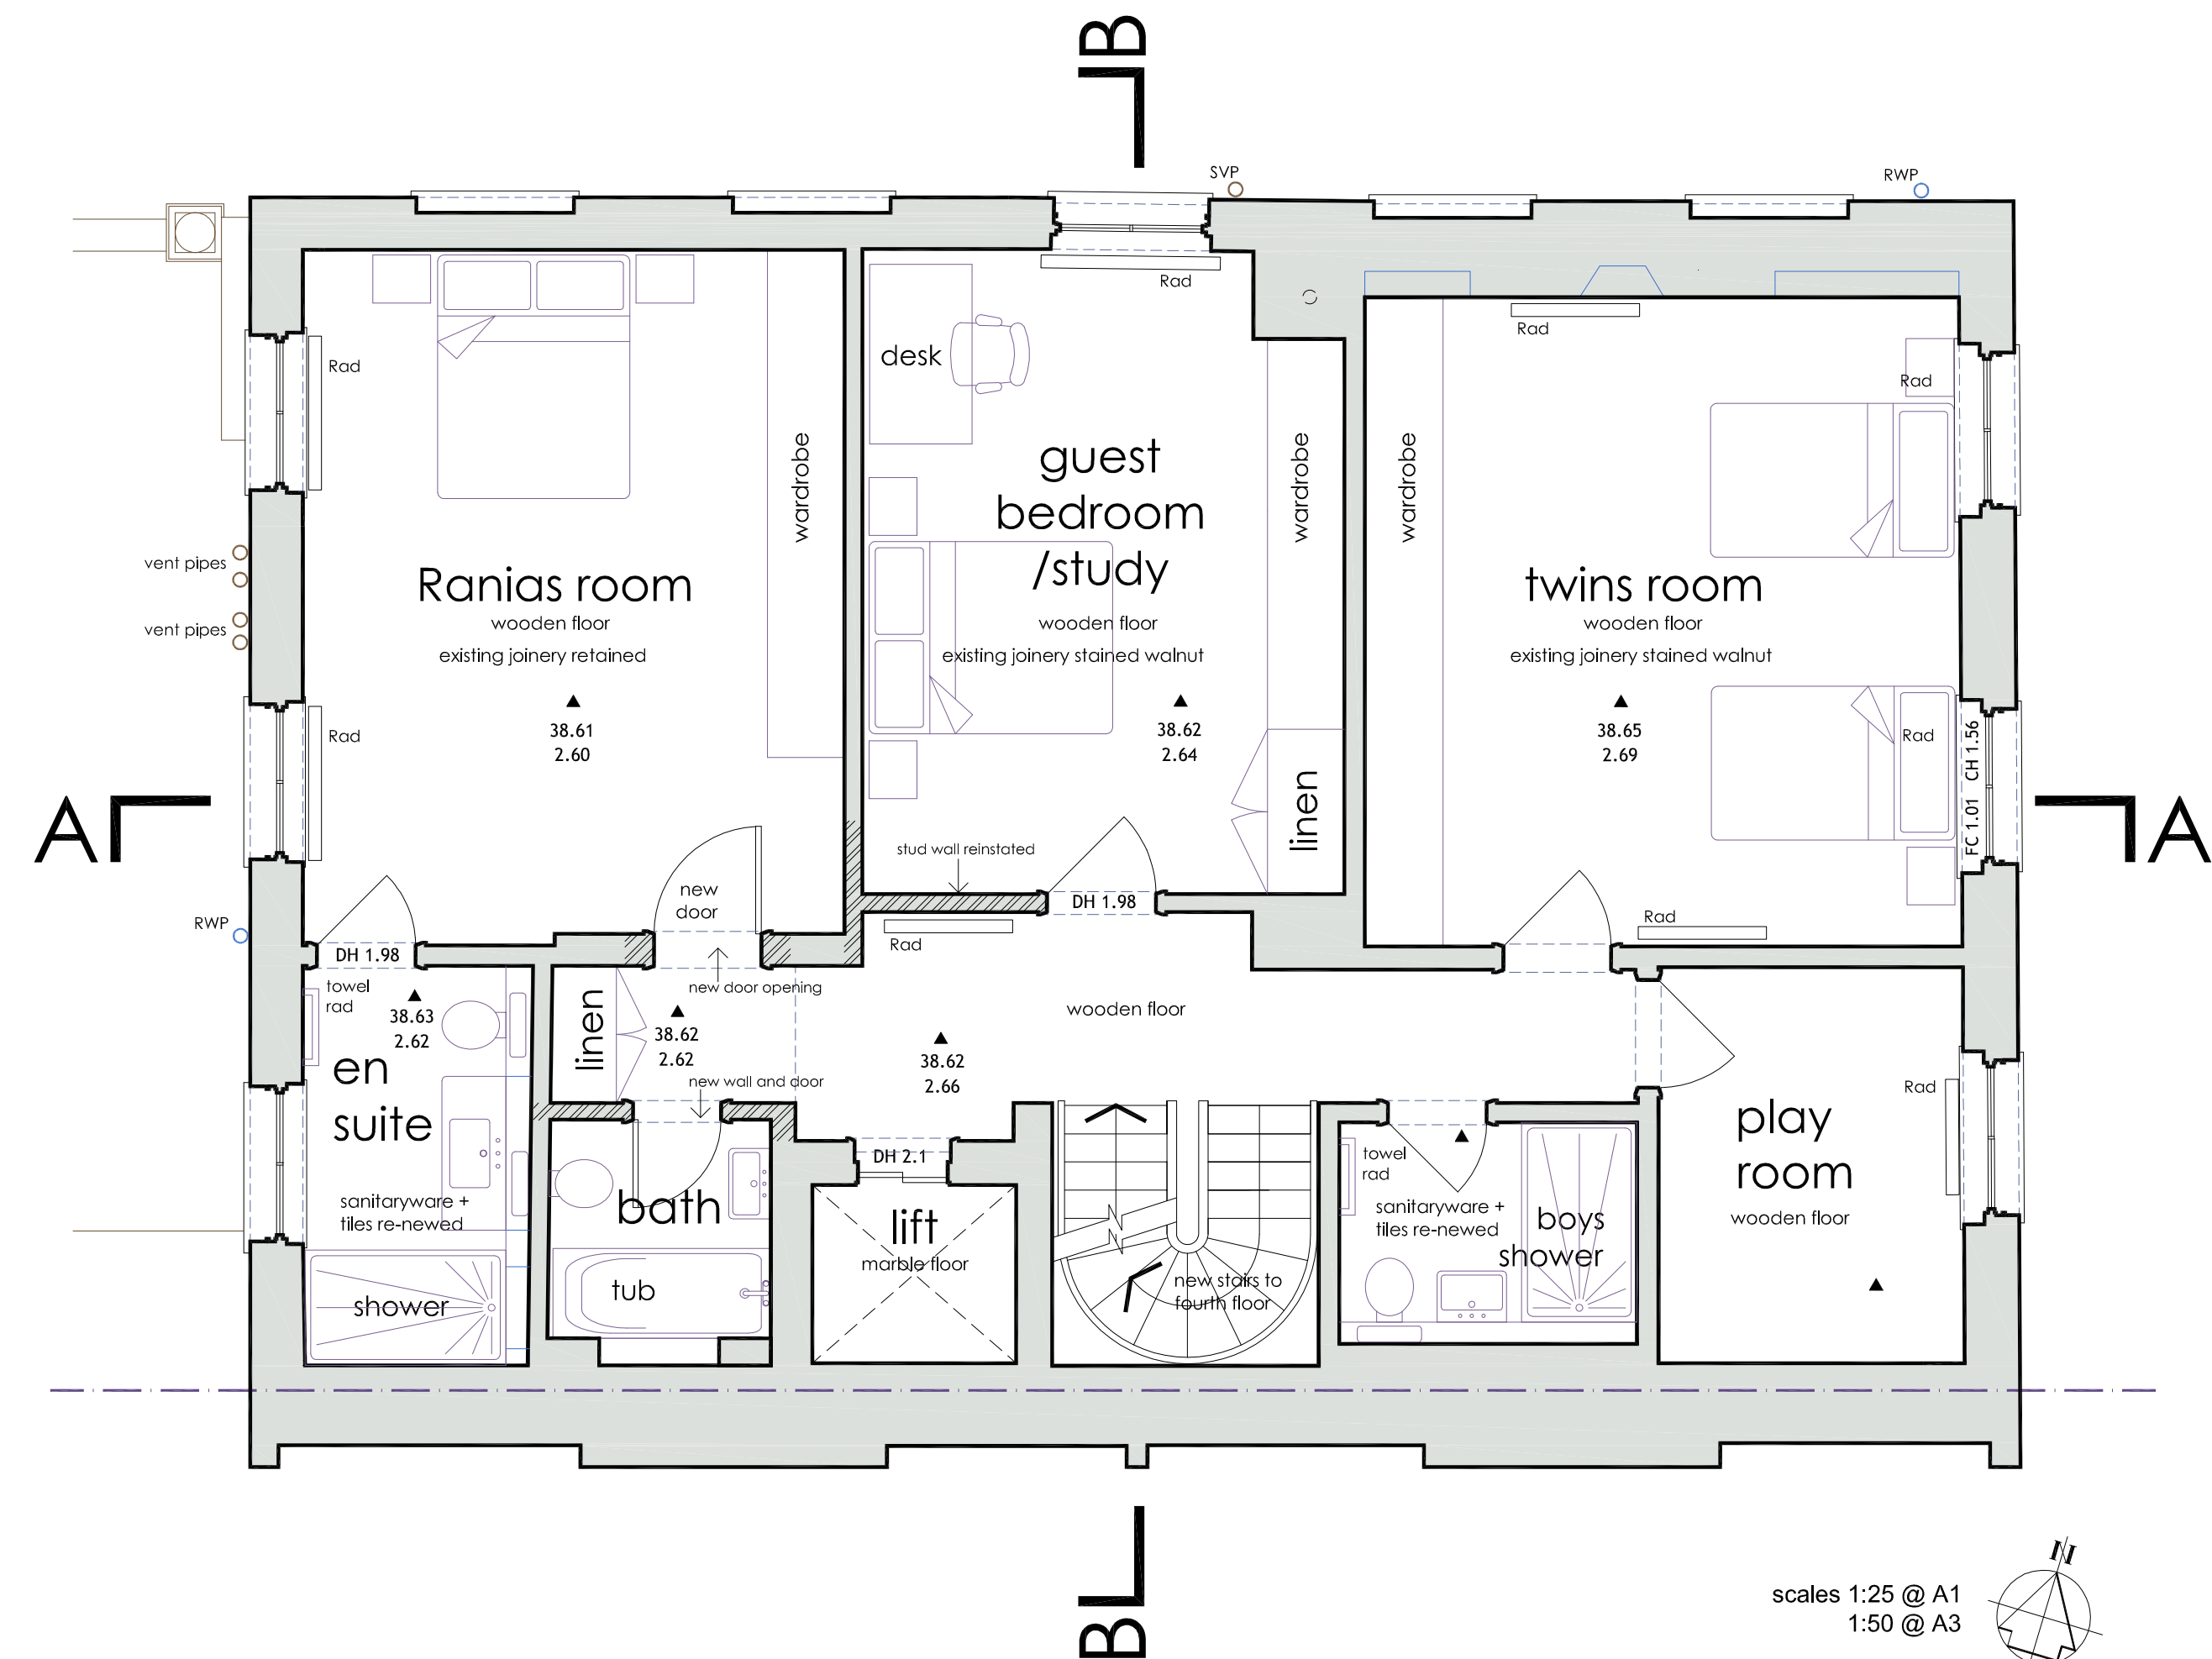 B
SVP
RWP
Rad
Rad
Rad
Rad
desk
wardrobe
wardrobe
wardrobe
guest
bedroom
/study
wooden floor
existing joinery stained walnut
38.62
2.64
vent pipes
vent pipes
Ranias room
wooden floor
existing joinery retained
38.61
2.60
twins room
wooden floor
existing joinery stained walnut
38.65
2.69
Rad
Rad
FC 1.01 CH 1.56
A
A
linen
stud wall reinstated
new
door
DH 1.98
RWP
Rad
Rad
DH 1.98
towel
rad
38.63
2.62
en
suite
sanitaryware +
tiles re-newed
shower
new door opening
linen
38.62
2.62
new wall and door
wooden floor
38.62
2.66
bath
tub
DH 2.1
lift
marble floor
new stairs to
fourth floor
towel
rad
sanitaryware +
tiles re-newed
boys
shower
Rad
play
room
wooden floor
B
N
scales 1:25 @ A1
1:50 @ A3